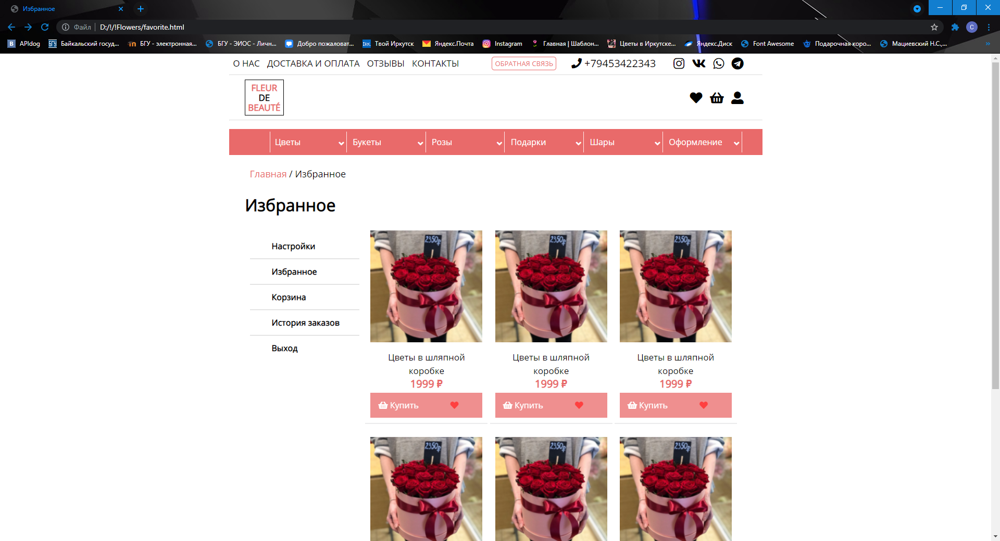 Избранное
Файл D:/!/!Flowers/favorite.html
C
B APIdog БГУ Байкальский госуд... БГУ - электронная... БГУ - ЭИОС - Личн... Добро пожаловат... IRK. Твой Иркутск Яндекс.Почта Instagram Главная | Шаблон... Цветы в Иркутске... Яндекс.Диск Font Awesome Подарочная коро... Мациевский Н.С.,... »
О НАС ДОСТАВКА И ОПЛАТА ОТЗЫВЫ КОНТАКТЫ ОБРАТНАЯ СВЯЗЬ +79453422343
FLEUR
DE
BEAUTÉ
Цветы Букеты Розы Подарки Шары Оформление
Главная / Избранное
Избранное
Настройки
Избранное
Корзина
История заказов
Выход
2350₽ 2350₽ 2350₽
Цветы в шляпной коробке
1999 ₽
Купить
Цветы в шляпной коробке
1999 ₽
Купить
Цветы в шляпной коробке
1999 ₽
Купить
2350₽ 2350₽ 2350₽